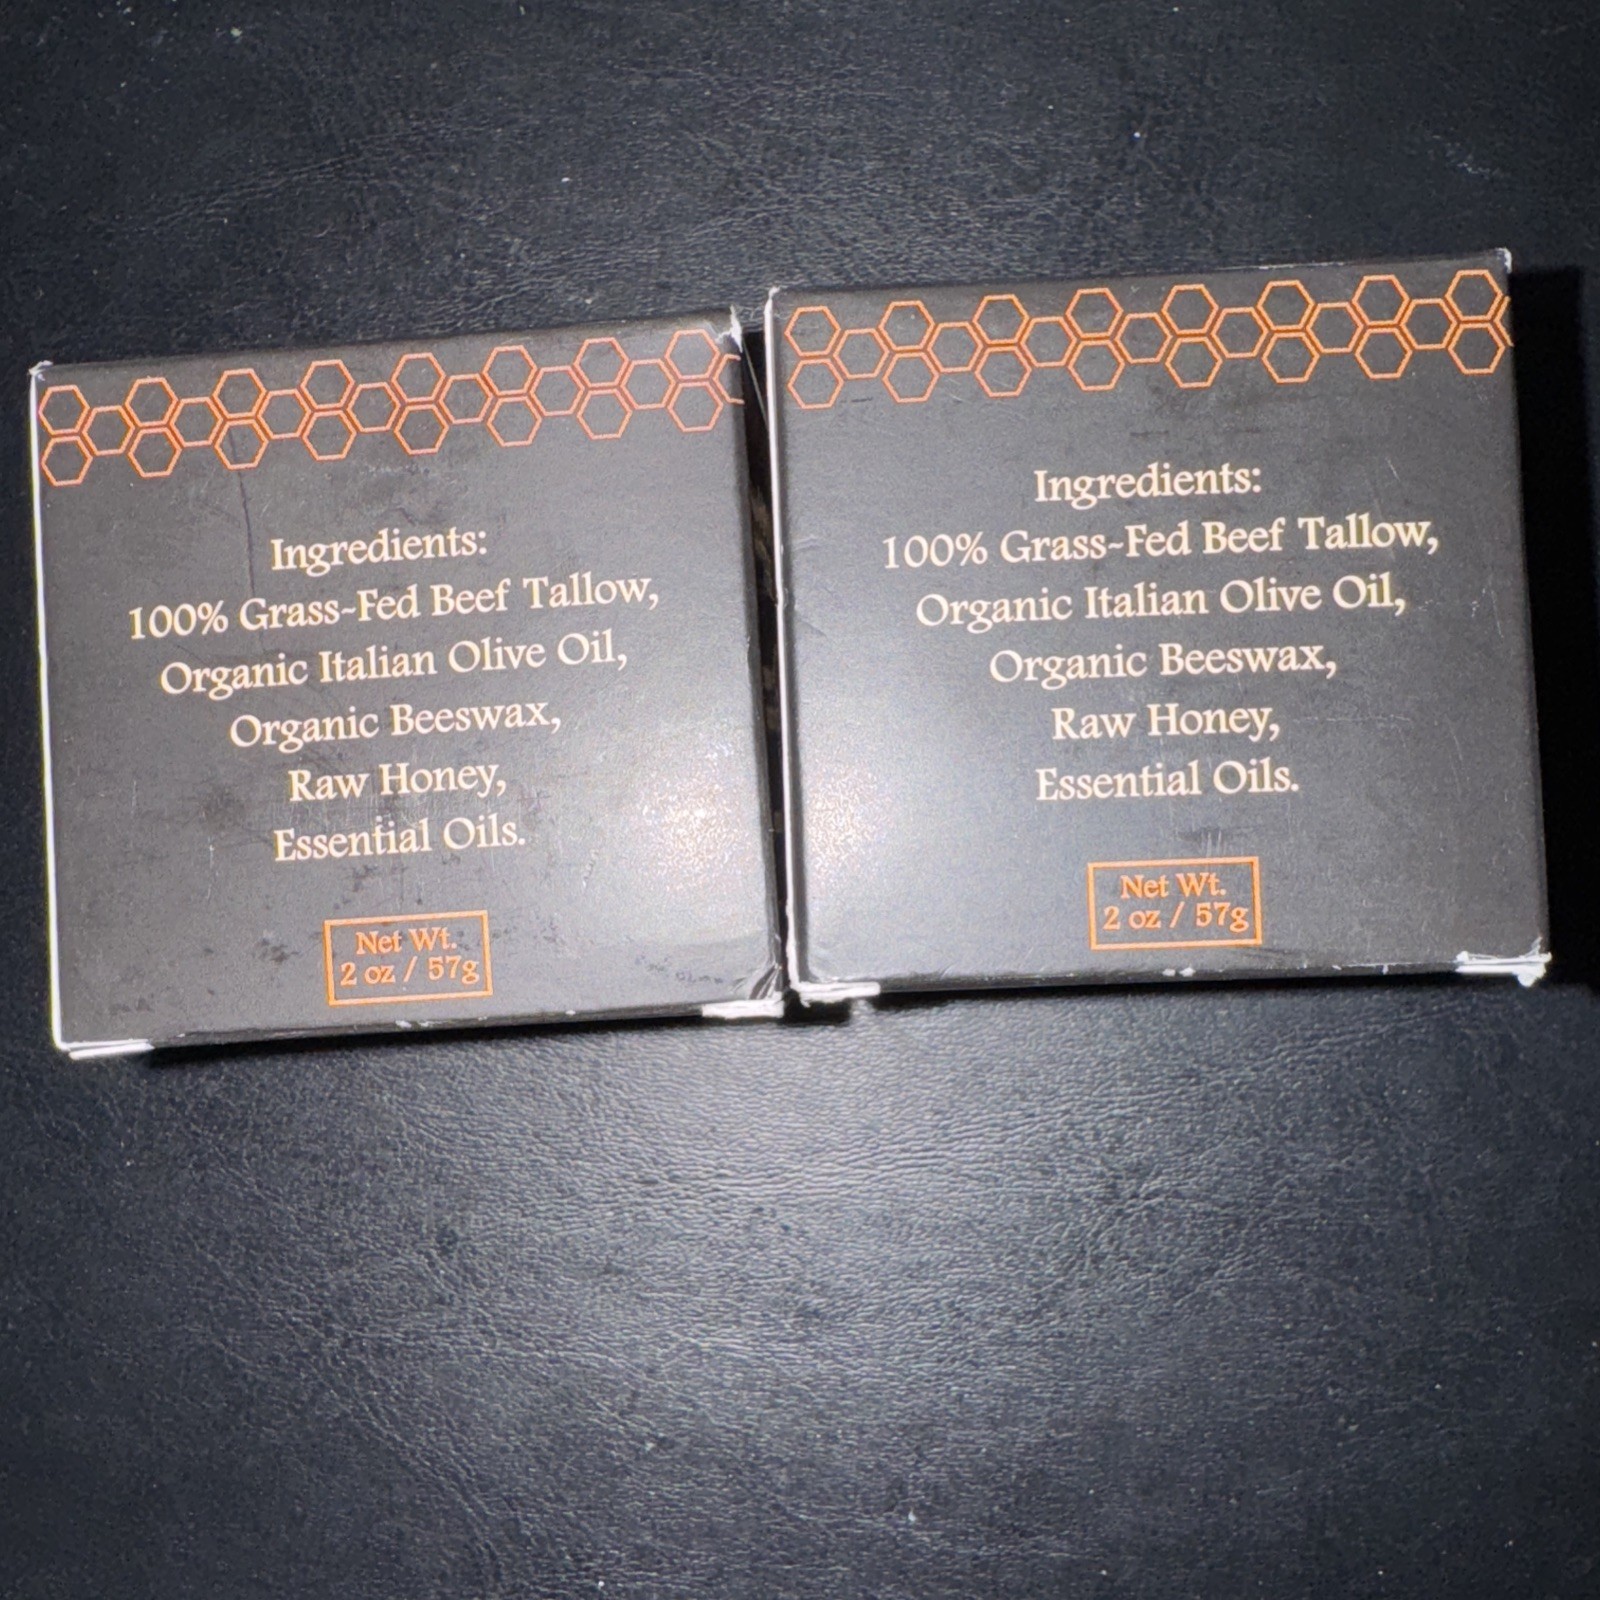 Ingredients:
100% Grass-Fed Beef Tallow,
Organic Italian Olive Oil,
Organic Beeswax,
Raw Honey,
Essential Oils.
Net Wt.
2 oz / 57g
Ingredients:
100% Grass-Fed Beef Tallow,
Organic Italian Olive Oil,
Organic Beeswax,
Raw Honey,
Essential Oils.
Net Wt.
2 oz / 57g